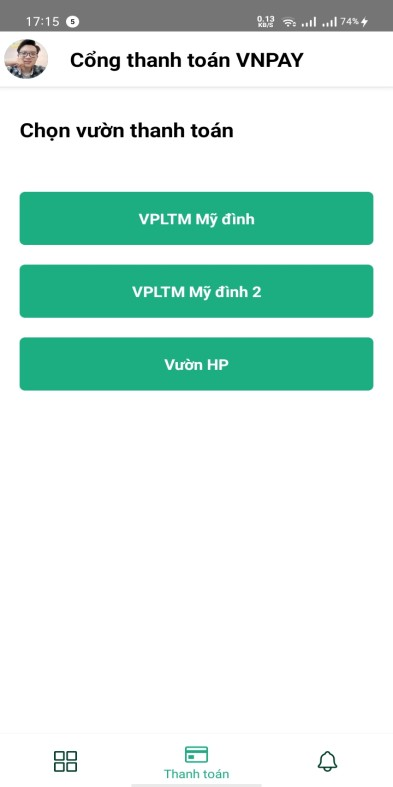 17:15 5 0.13 KB/S 74%
Cổng thanh toán VNPAY
Chọn vườn thanh toán
VPLTM Mỹ đình
VPLTM Mỹ đình 2
Vườn HP
Thanh toán